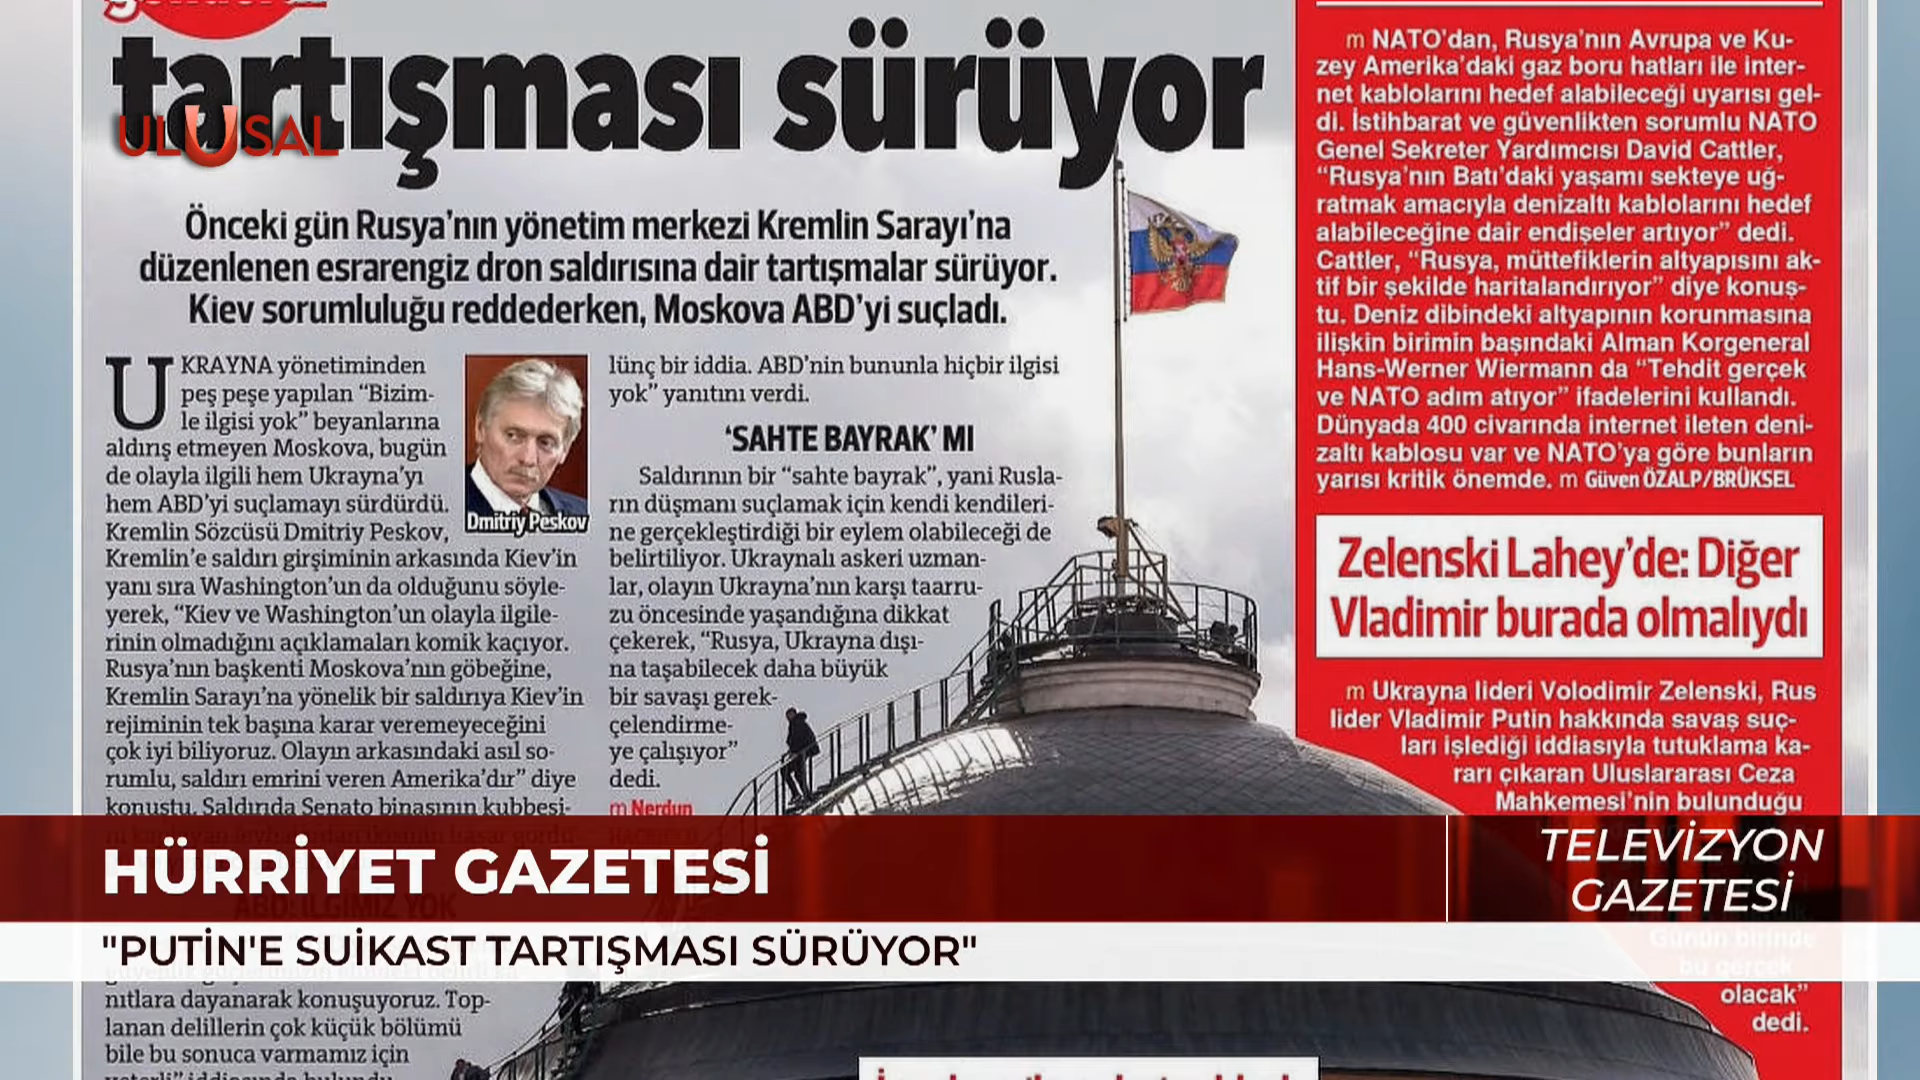 tartışması sürüyor
ULUSAL
Önceki gün Rusya’nın yönetim merkezi Kremlin Sarayı’na
düzenlenen esrarengiz dron saldırısına dair tartışmalar sürüyor.
Kiev sorumluluğu reddederken, Moskova ABD’yi suçladı.
UKRAYNA yönetiminden
peş peşe yapılan “Bizim-
le ilgisi yok” beyanlarına
aldırış etmeyen Moskova, bugün
de olayla ilgili hem Ukrayna’yı
hem ABD’yi suçlamayı sürdürdü.
Kremlin Sözcüsü Dmitriy Peskov,
Kremlin’e saldırı girşiminin arkasında Kiev’in
yanı sıra Washington’un da olduğunu söyle-
yerek, “Kiev ve Washington’un olayla ilgile-
rinin olmadığını açıklamaları komik kaçıyor.
Rusya’nın başkenti Moskova’nın göbeğine,
Kremlin Sarayı’na yönelik bir saldırıya Kiev’in
rejiminin tek başına karar veremeyeceğini
çok iyi biliyoruz. Olayın arkasındaki asıl so-
rumlu, saldırı emrini veren Amerika’dır” diye
konuştu. Saldırıda Senato binasının kubbesi-
Dmitriy Peskov
ABD: İLGİMİZ YOK
nıtlara dayanarak konuşuyoruz. Top-
lanan delillerin çok küçük bölümü
bile bu sonuca varmamız için
yeterli” iddiasında bulundu.
lünç bir iddia. ABD’nin bununla hiçbir ilgisi
yok” yanıtını verdi.
‘SAHTE BAYRAK’ MI
Saldırının bir “sahte bayrak”, yani Rusla-
rın düşmanı suçlamak için kendi kendileri-
ne gerçekleştirdiği bir eylem olabileceği de
belirtiliyor. Ukraynalı askeri uzman-
lar, olayın Ukrayna’nın karşı taarru-
zu öncesinde yaşandığına dikkat
çekerek, “Rusya, Ukrayna dışı-
na taşabilecek daha büyük
bir savaşı gerek-
çelendirme-
ye çalışıyor”
dedi.
m Nerdun
m NATO’dan, Rusya’nın Avrupa ve Ku-
zey Amerika’daki gaz boru hatları ile inter-
net kablolarını hedef alabileceği uyarısı gel-
di. İstihbarat ve güvenlikten sorumlu NATO
Genel Sekreter Yardımcısı David Cattler,
“Rusya’nın Batı’daki yaşamı sekteye uğ-
ratmak amacıyla denizaltı kablolarını hedef
alabileceğine dair endişeler artıyor” dedi.
Cattler, “Rusya, müttefiklerin altyapısını ak-
tif bir şekilde haritalandırıyor” diye konuş-
tu. Deniz dibindeki altyapının korunmasına
ilişkin birimin başındaki Alman Korgeneral
Hans-Werner Wiermann da “Tehdit gerçek
ve NATO adım atıyor” ifadelerini kullandı.
Dünyada 400 civarında internet ileten deni-
zaltı kablosu var ve NATO’ya göre bunların
yarısı kritik önemde. m Güven ÖZALP/BRÜKSEL
Zelenski Lahey’de: Diğer
Vladimir burada olmalıydı
m Ukrayna lideri Volodimir Zelenski, Rus
lider Vladimir Putin hakkında savaş suç-
ları işlediği iddiasıyla tutuklama ka-
rarı çıkaran Uluslararası Ceza
Mahkemesi’nin bulunduğu
Günün birinde
bu gerçek
olacak”
dedi.
HÜRRİYET GAZETESİ
TELEVİZYON
GAZETESİ
"PUTİN'E SUİKAST TARTIŞMASI SÜRÜYOR"